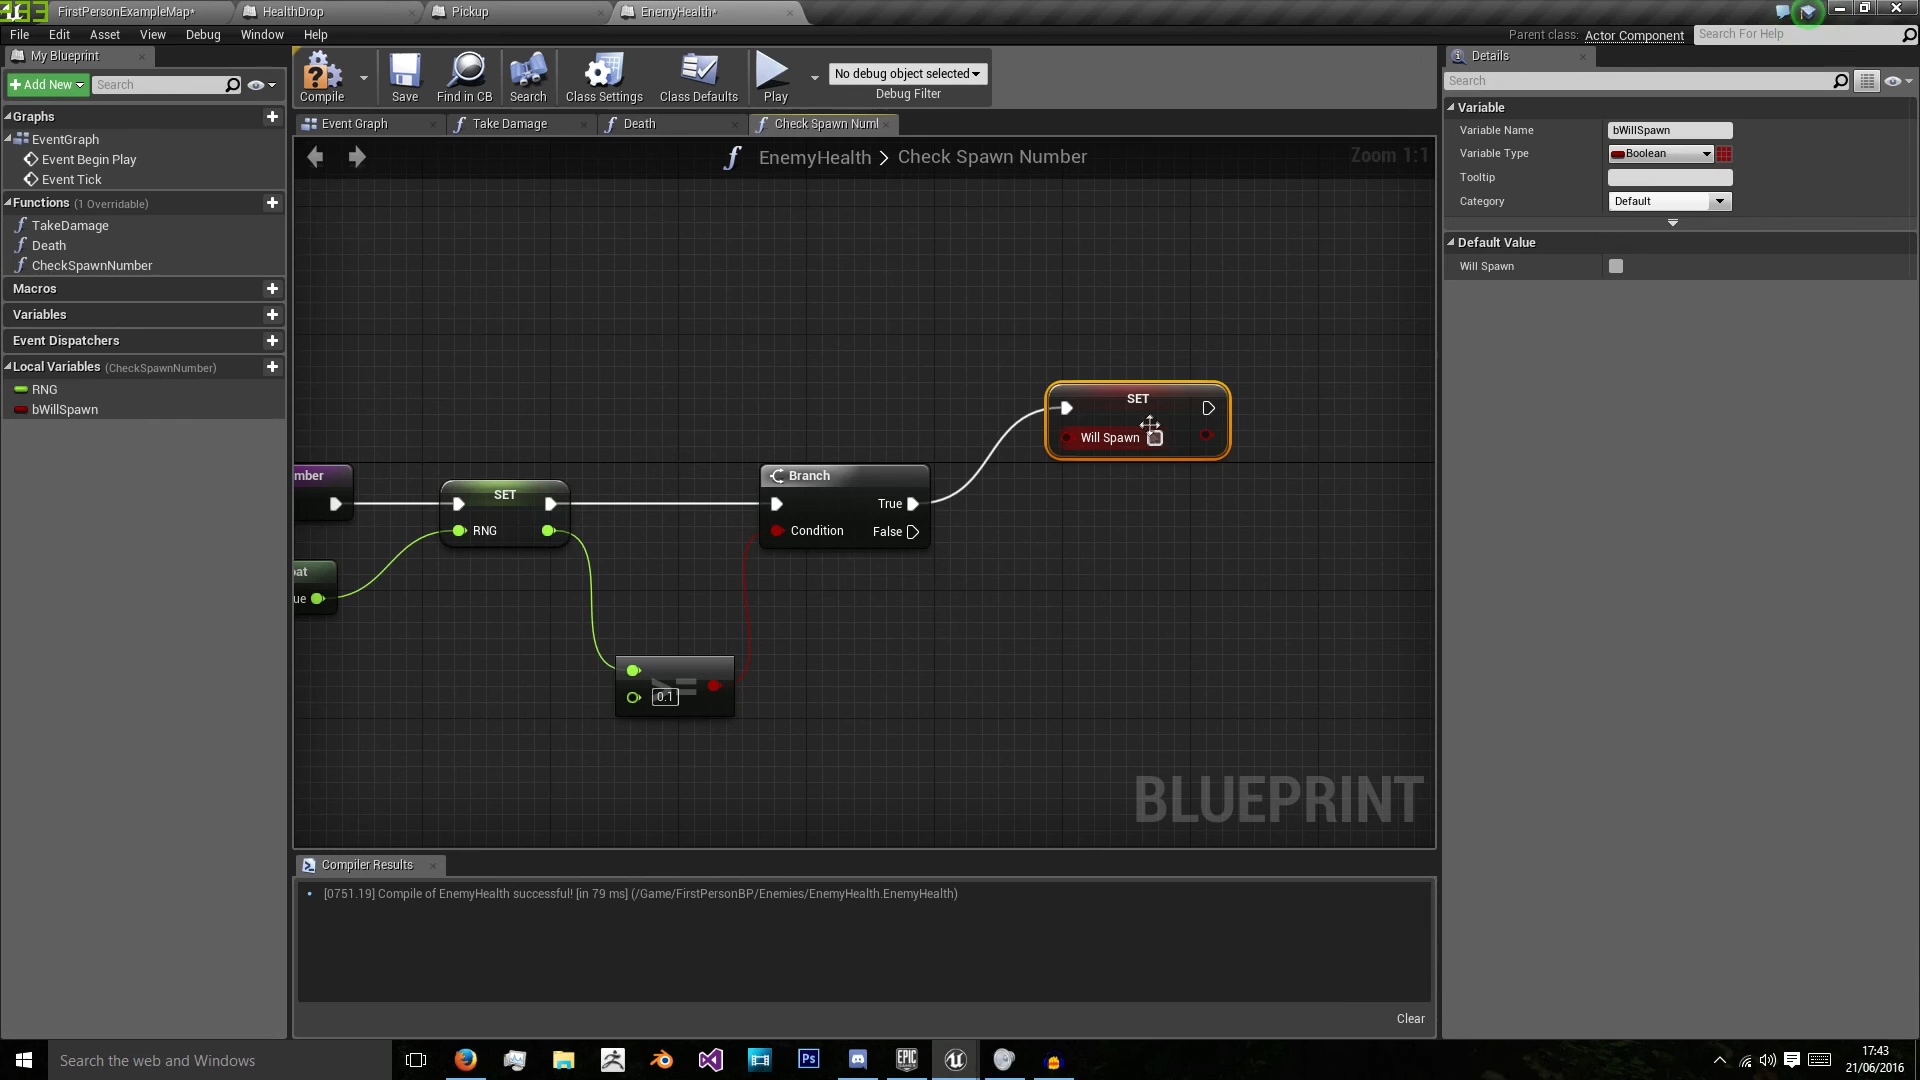 FirstPersonExampleMap*
HealthDrop
Pickup
EnemyHealth*
File
Edit
Asset
View
Debug
Window
Help
Parent class: Actor Component
Search For Help
My Blueprint
Add New
Search
Graphs
EventGraph
Event Begin Play
Event Tick
Functions (1 Overridable)
TakeDamage
Death
CheckSpawnNumber
Macros
Variables
Event Dispatchers
Local Variables (CheckSpawnNumber)
RNG
bWillSpawn
Compile
Save
Find in CB
Search
Class Settings
Class Defaults
Play
No debug object selected
Debug Filter
Event Graph
Take Damage
Death
Check Spawn Numl
EnemyHealth > Check Spawn Number
Zoom 1:1
mber
SET
RNG
oat
ue
Branch
True
Condition
False
SET
Will Spawn
>=
0.1
BLUEPRINT
Compiler Results
[0751.19] Compile of EnemyHealth successful! [in 79 ms] (/Game/FirstPersonBP/Enemies/EnemyHealth.EnemyHealth)
Clear
Details
Search
Variable
Variable Name
bWillSpawn
Variable Type
Boolean
Tooltip
Category
Default
Default Value
Will Spawn
Search the web and Windows
Ps
EPIC
17:43
21/06/2016